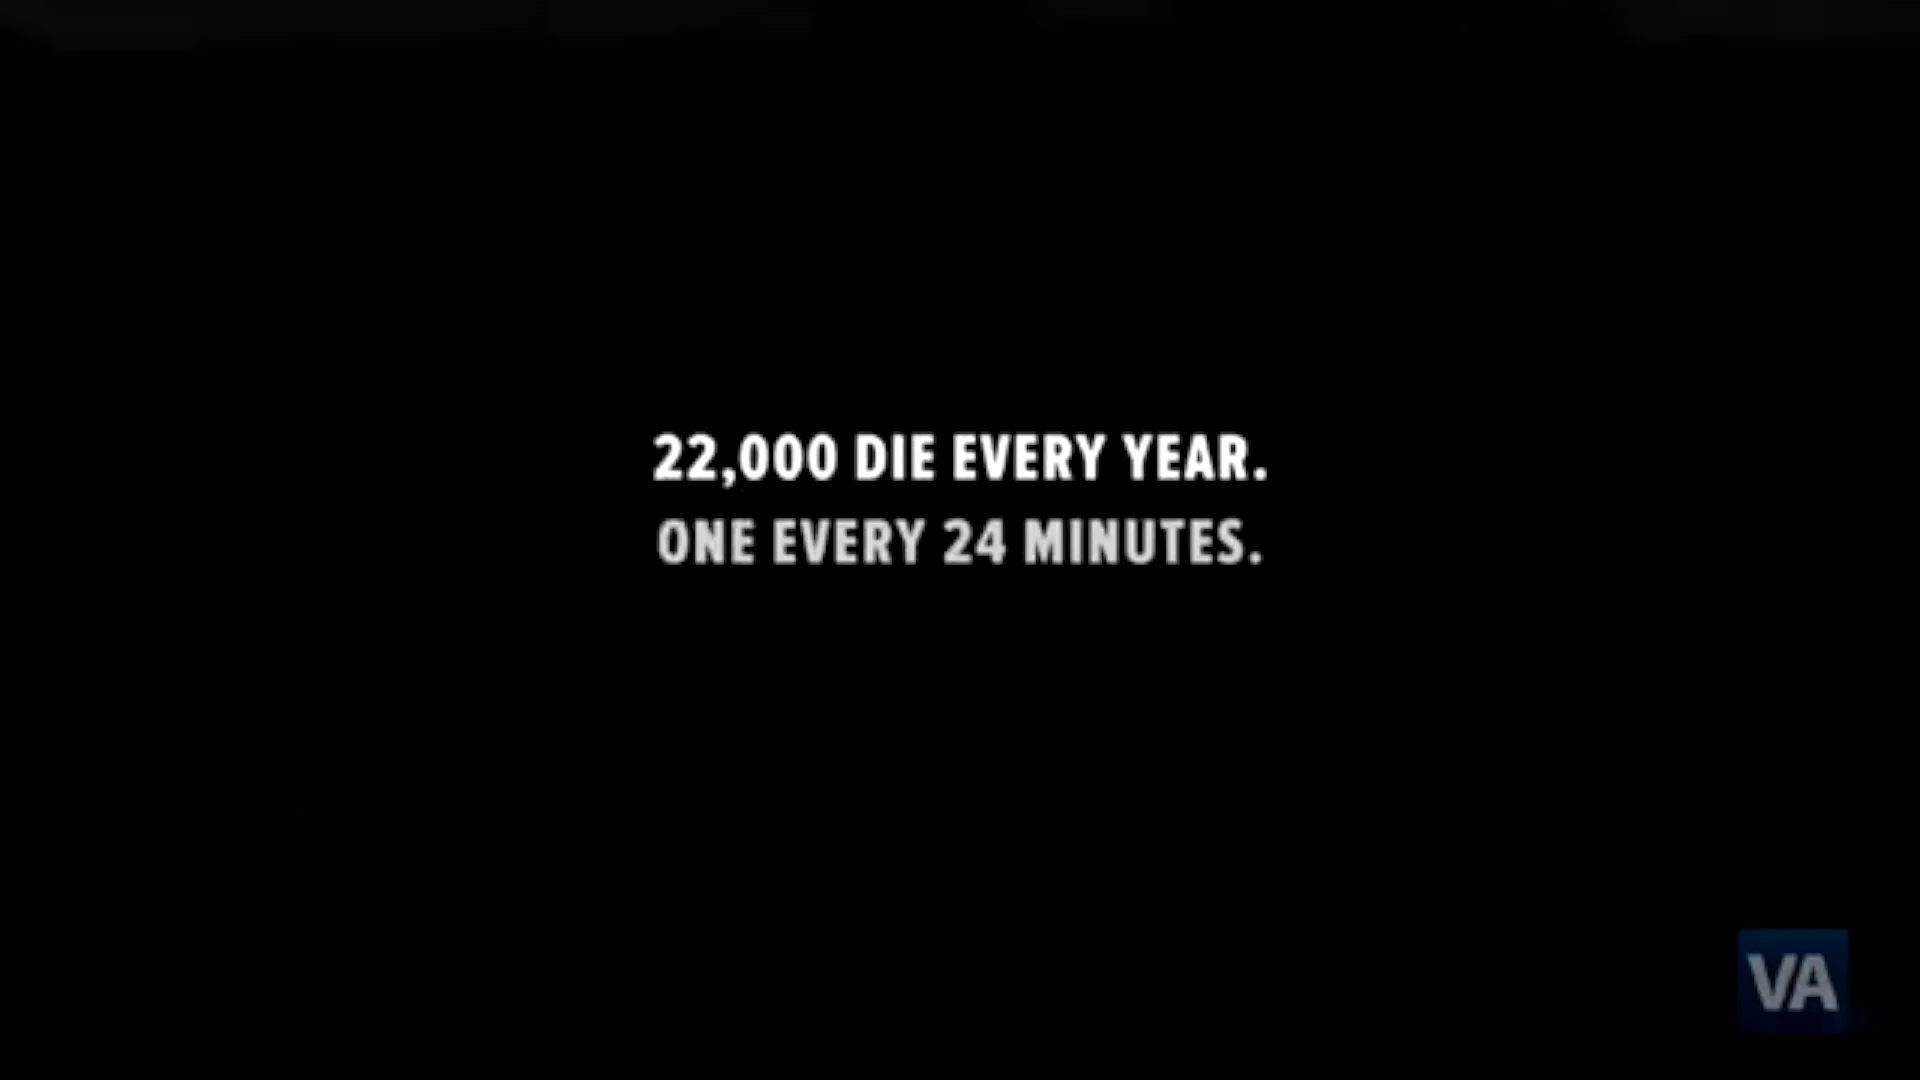 22,000 DIE EVERY YEAR.
ONE EVERY 24 MINUTES.
VA